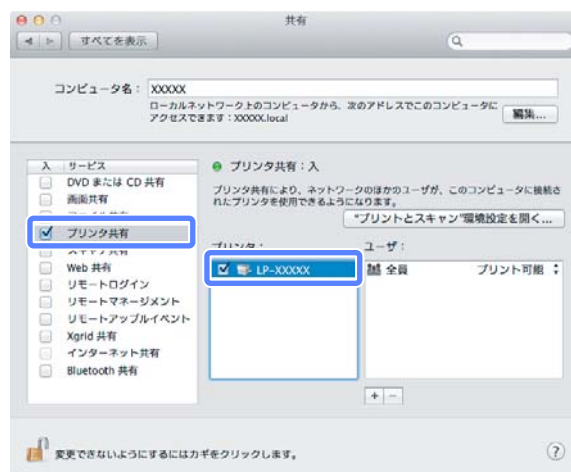 共有
すべてを表示
コンピュータ名： XXXXX
ローカルネットワーク上のコンピュータから、次のアドレスでこのコンピュータに
アクセスできます：XXXXX.local
編集...
入 サービス
DVD または CD 共有
画面共有
プリンタ共有
Web 共有
リモートログイン
リモートマネージメント
リモートアップルイベント
Xgrid 共有
インターネット共有
Bluetooth 共有
プリンタ共有：入
プリンタ共有により、ネットワークのほかのユーザが、このコンピュータに接続さ
れたプリンタを使用できるようになります。
"プリントとスキャン"環境設定を開く...
プリンタ：
LP-XXXXX
ユーザ：
全員 プリント可能
+ −
変更できないようにするにはカギをクリックします。
?